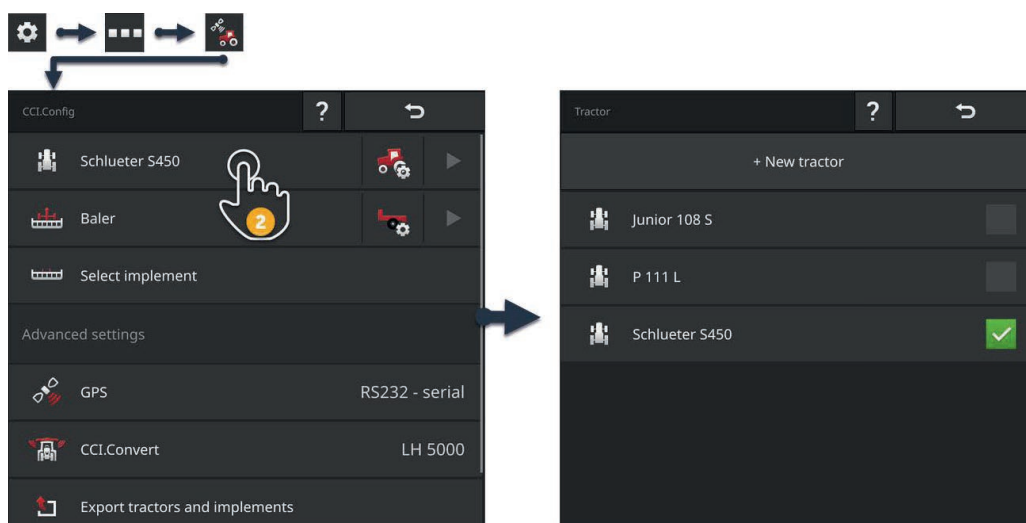 CCI.Config
?
Schlueter S450
2
Baler
Select implement
Advanced settings
GPS RS232 - serial
CCI.Convert LH 5000
Export tractors and implements
Tractor
?
+ New tractor
Junior 108 S
P 111 L
Schlueter S450